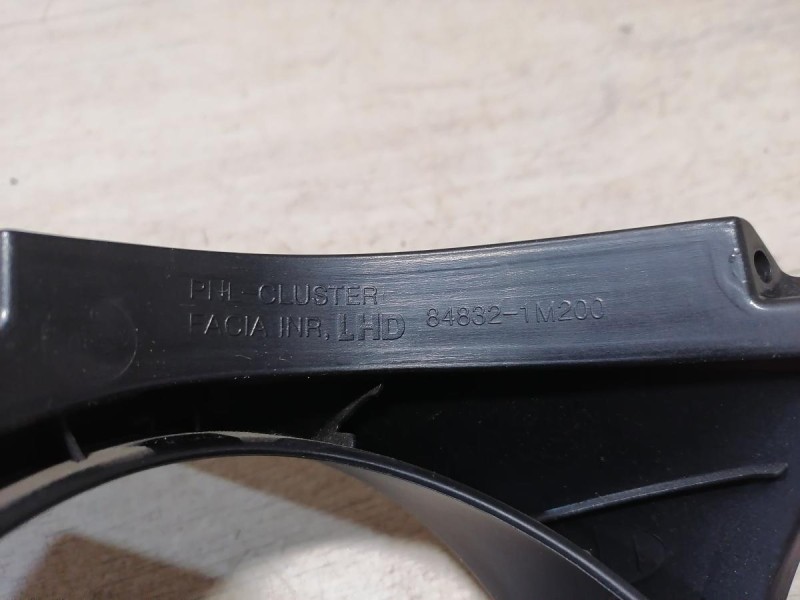 PNL-CLUSTER
FACIA INR, LHD 84832-1M200